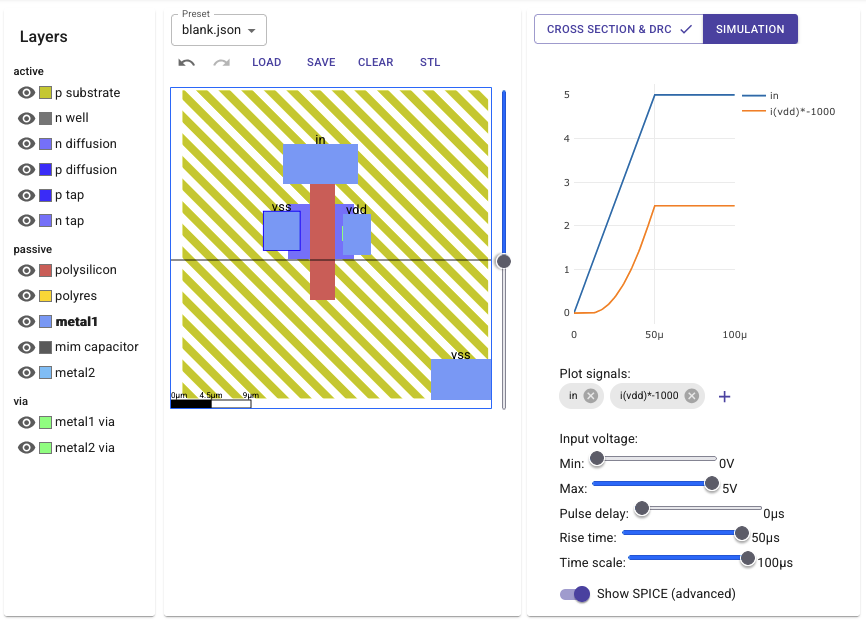 Layers
active
p substrate
n well
n diffusion
p diffusion
p tap
n tap
passive
polysilicon
polyres
metal1
mim capacitor
metal2
via
metal1 via
metal2 via
Preset
blank.json
LOAD SAVE CLEAR STL
in
vss vdd
vss
0μm 4.5μm 9μm
CROSS SECTION & DRC SIMULATION
5
4
3
2
1
0
0 50μ 100μ
in
i(vdd)*-1000
Plot signals:
in i(vdd)*-1000 +
Input voltage:
Min: 0V
Max: 5V
Pulse delay: 0μs
Rise time: 50μs
Time scale: 100μs
Show SPICE (advanced)